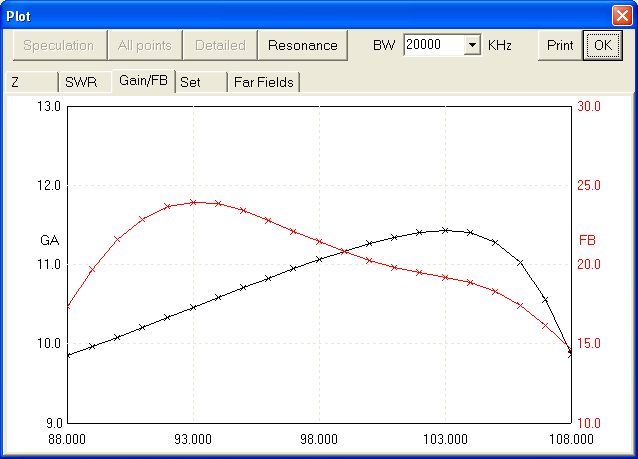 Plot
Speculation All points Detailed Resonance BW 20000 KHz Print OK
Z SWR Gain/FB Set Far Fields
13.0 30.0
12.0 25.0
GA FB
11.0 20.0
10.0 15.0
9.0 10.0
88.000 93.000 98.000 103.000 108.000